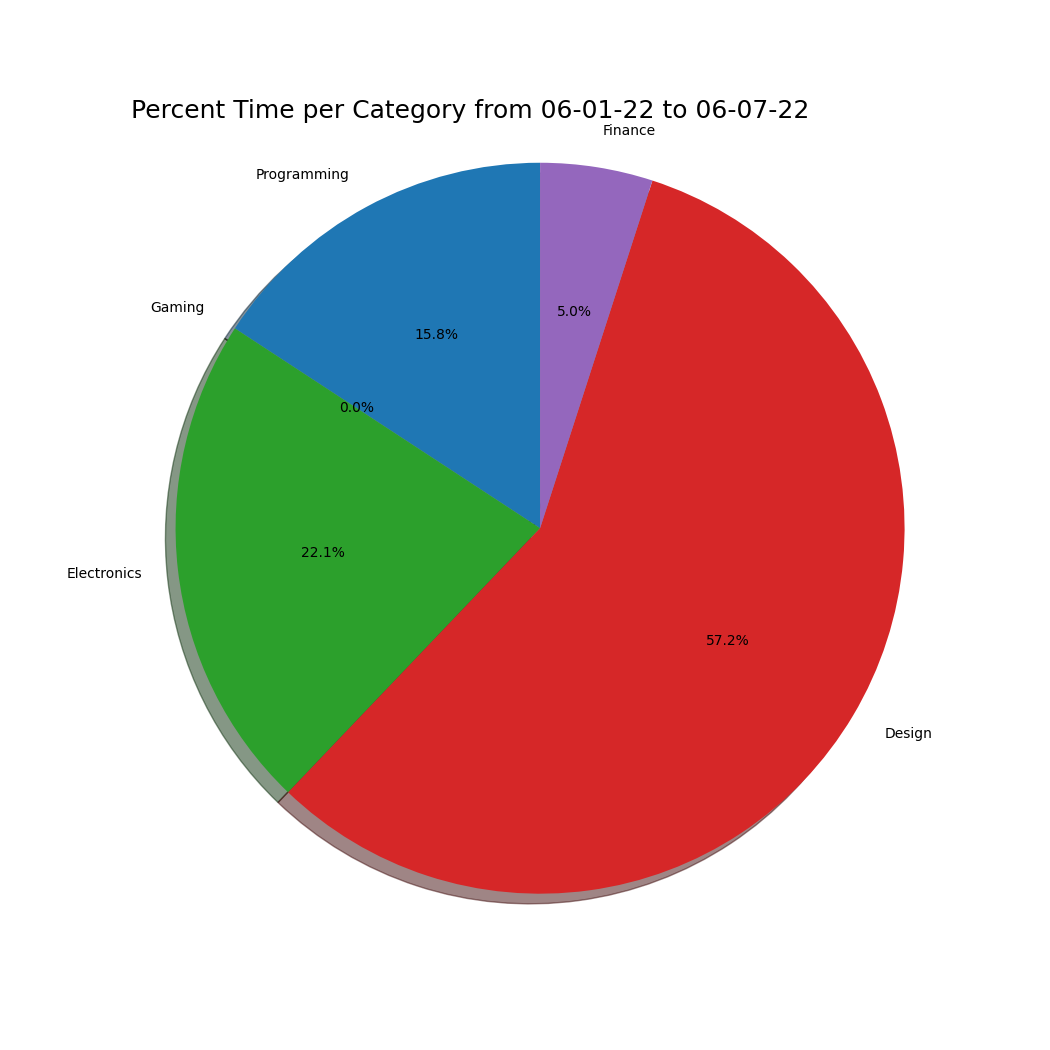 Percent Time per Category from 06-01-22 to 06-07-22
Finance
Programming
Gaming
5.0%
15.8%
0.0%
22.1%
Electronics
57.2%
Design